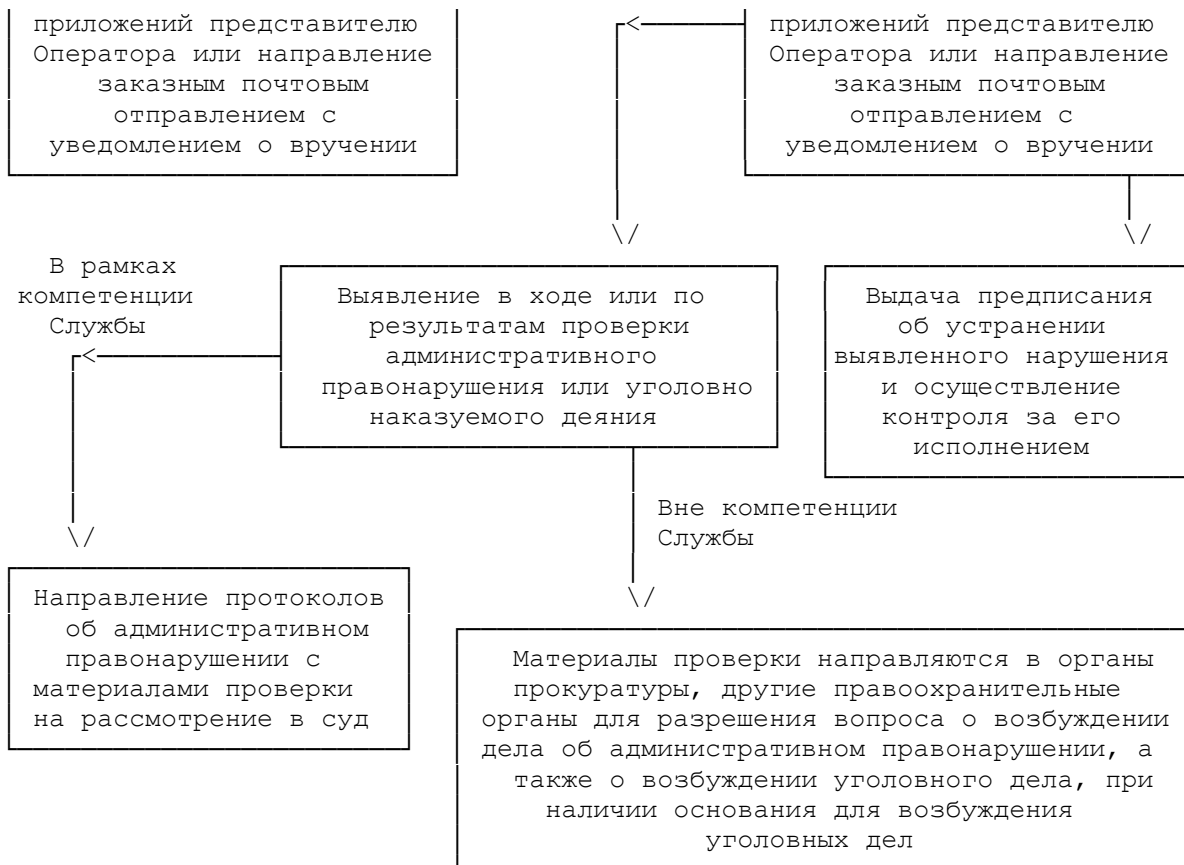 приложений представителю
Оператора или направление
заказным почтовым
отправлением с
уведомлением о вручении
приложений представителю
Оператора или направление
заказным почтовым
отправлением с
уведомлением о вручении
В рамках
компетенции
Службы
Выявление в ходе или по
результатам проверки
административного
правонарушения или уголовно
наказуемого деяния
Выдача предписания
об устранении
выявленного нарушения
и осуществление
контроля за его
исполнением
Вне компетенции
Службы
Направление протоколов
об административном
правонарушении с
материалами проверки
на рассмотрение в суд
Материалы проверки направляются в органы
прокуратуры, другие правоохранительные
органы для разрешения вопроса о возбуждении
дела об административном правонарушении, а
также о возбуждении уголовного дела, при
наличии основания для возбуждения
уголовных дел